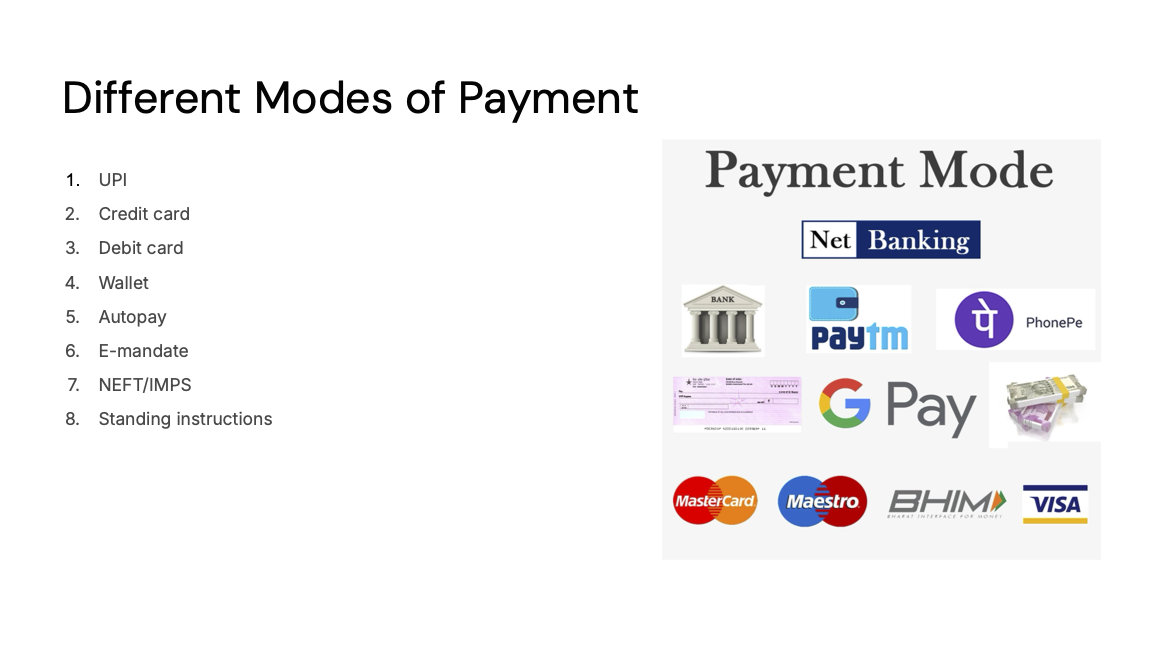 Different Modes of Payment
1. UPI
2. Credit card
3. Debit card
4. Wallet
5. Autopay
6. E-mandate
7. NEFT/IMPS
8. Standing instructions
Payment Mode
Net Banking
BANK
paytm
पे PhonePe
G Pay
MasterCard Maestro BHIM VISA
BHARAT INTERFACE FOR MONEY